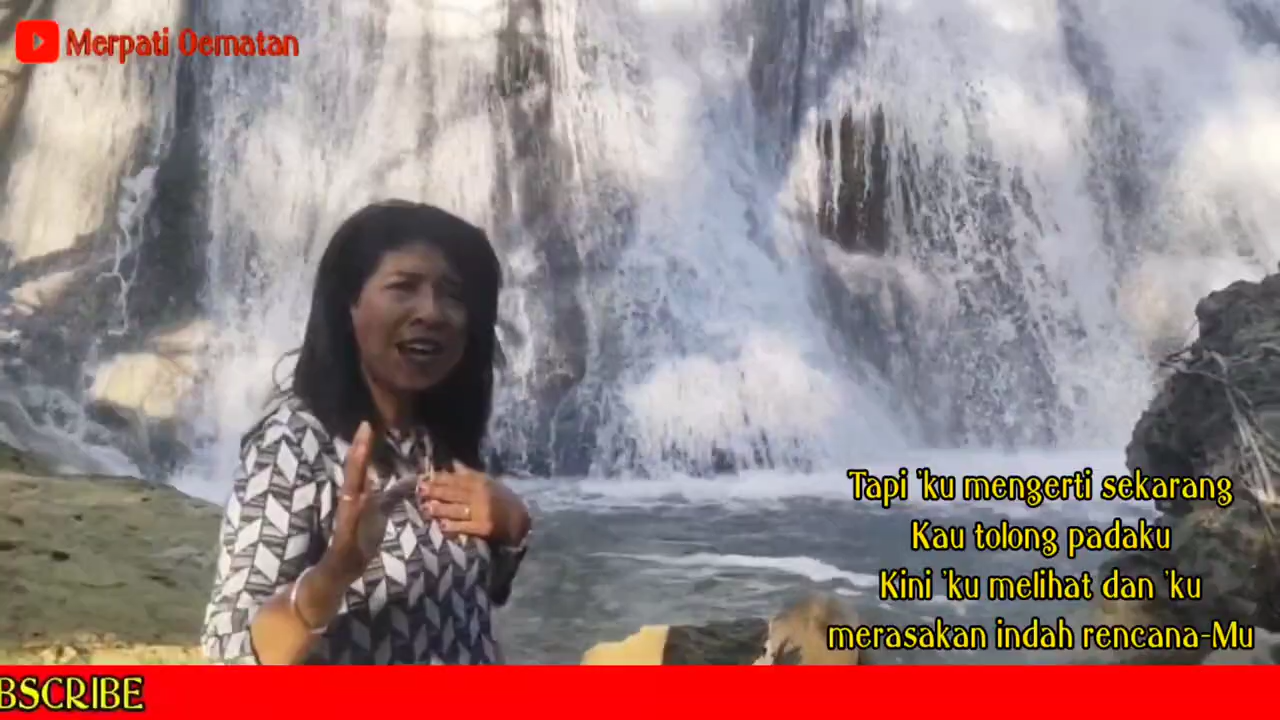 Merpati Oematan
Tapi 'ku mengerti sekarang
Kau tolong padaku
Kini 'ku melihat dan 'ku
merasakan indah rencana-Mu
BSCRIBE